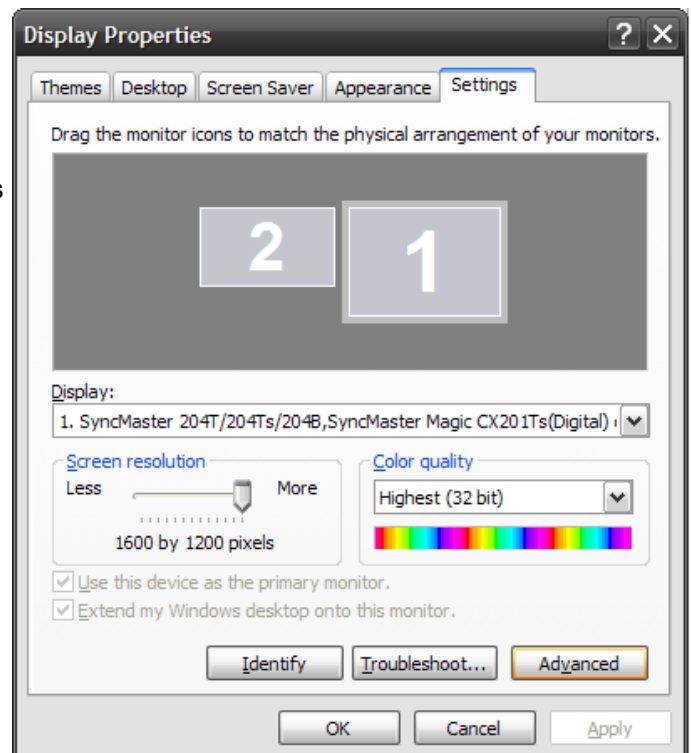 Display Properties
Themes Desktop Screen Saver Appearance Settings
Drag the monitor icons to match the physical arrangement of your monitors.
s
2 1
Display:
1. SyncMaster 204T/204Ts/204B,SyncMaster Magic CX201Ts(Digital)
Screen resolution
Less More
1600 by 1200 pixels
Color quality
Highest (32 bit)
Use this device as the primary monitor.
Extend my Windows desktop onto this monitor.
Identify Troubleshoot... Advanced
OK Cancel Apply